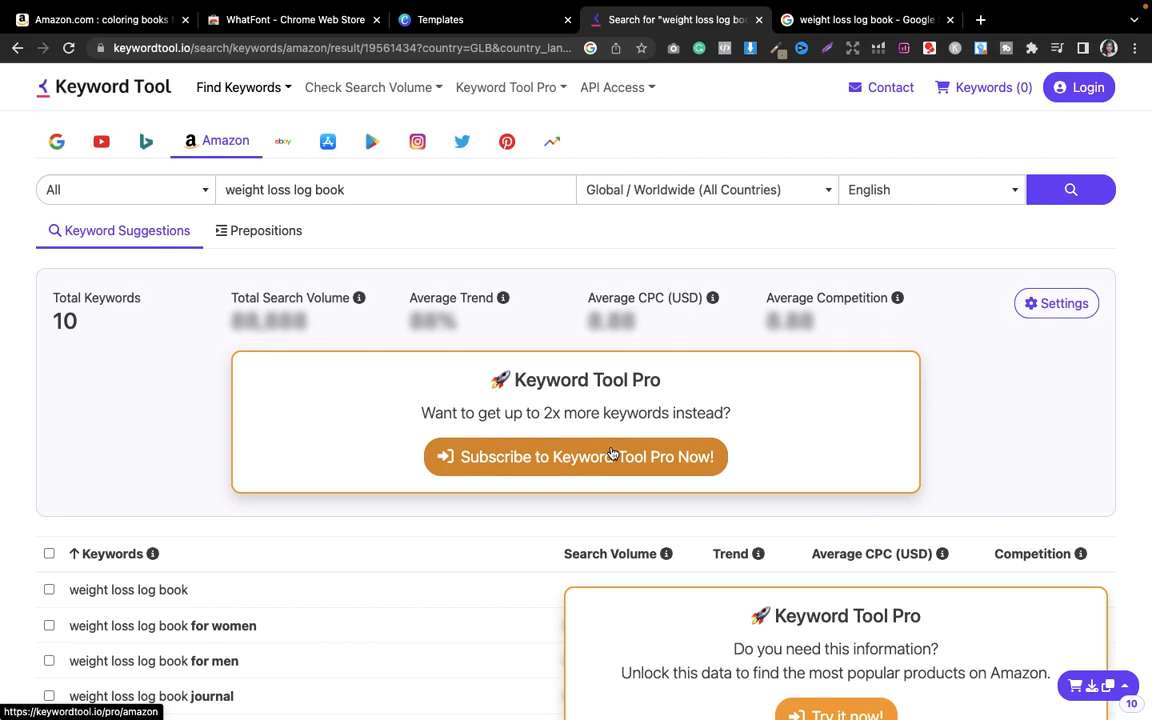 Amazon.com : coloring books f
WhatFont - Chrome Web Store
Templates
Search for "weight loss log boo
weight loss log book - Google
keywordtool.io/search/keywords/amazon/result/19561434?country=GLB&country_lan...
Keyword Tool
Find Keywords
Check Search Volume
Keyword Tool Pro
API Access
Contact
Keywords (0)
Login
Amazon
All
weight loss log book
Global / Worldwide (All Countries)
English
Keyword Suggestions
Prepositions
Total Keywords
Total Search Volume
Average Trend
Average CPC (USD)
Average Competition
Settings
10
Keyword Tool Pro
Want to get up to 2x more keywords instead?
Subscribe to Keyword Tool Pro Now!
Keywords
Search Volume
Trend
Average CPC (USD)
Competition
weight loss log book
weight loss log book for women
weight loss log book for men
weight loss log book journal
Keyword Tool Pro
Do you need this information?
Unlock this data to find the most popular products on Amazon.
Try it now!
10
https://keywordtool.io/pro/amazon